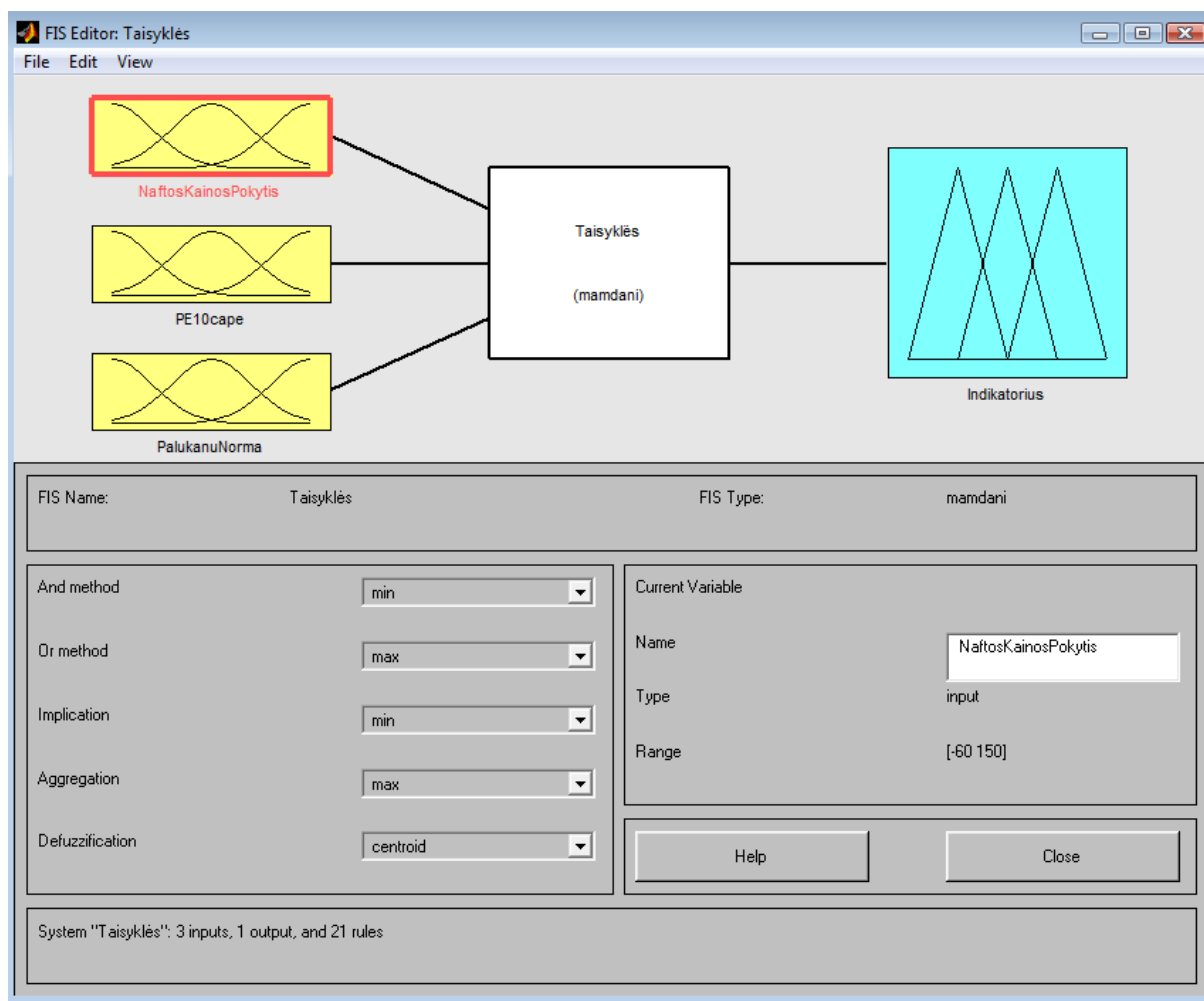 FIS Editor: Taisyklės
File Edit View
NaftosKainosPokytis
PE10cape
PalukanuNorma
Taisyklės
(mamdani)
Indikatorius
FIS Name: Taisyklės FIS Type: mamdani
And method min
Or method max
Implication min
Aggregation max
Defuzzification centroid
Current Variable
Name NaftosKainosPokytis
Type input
Range [-60 150]
Help Close
System "Taisyklės": 3 inputs, 1 output, and 21 rules